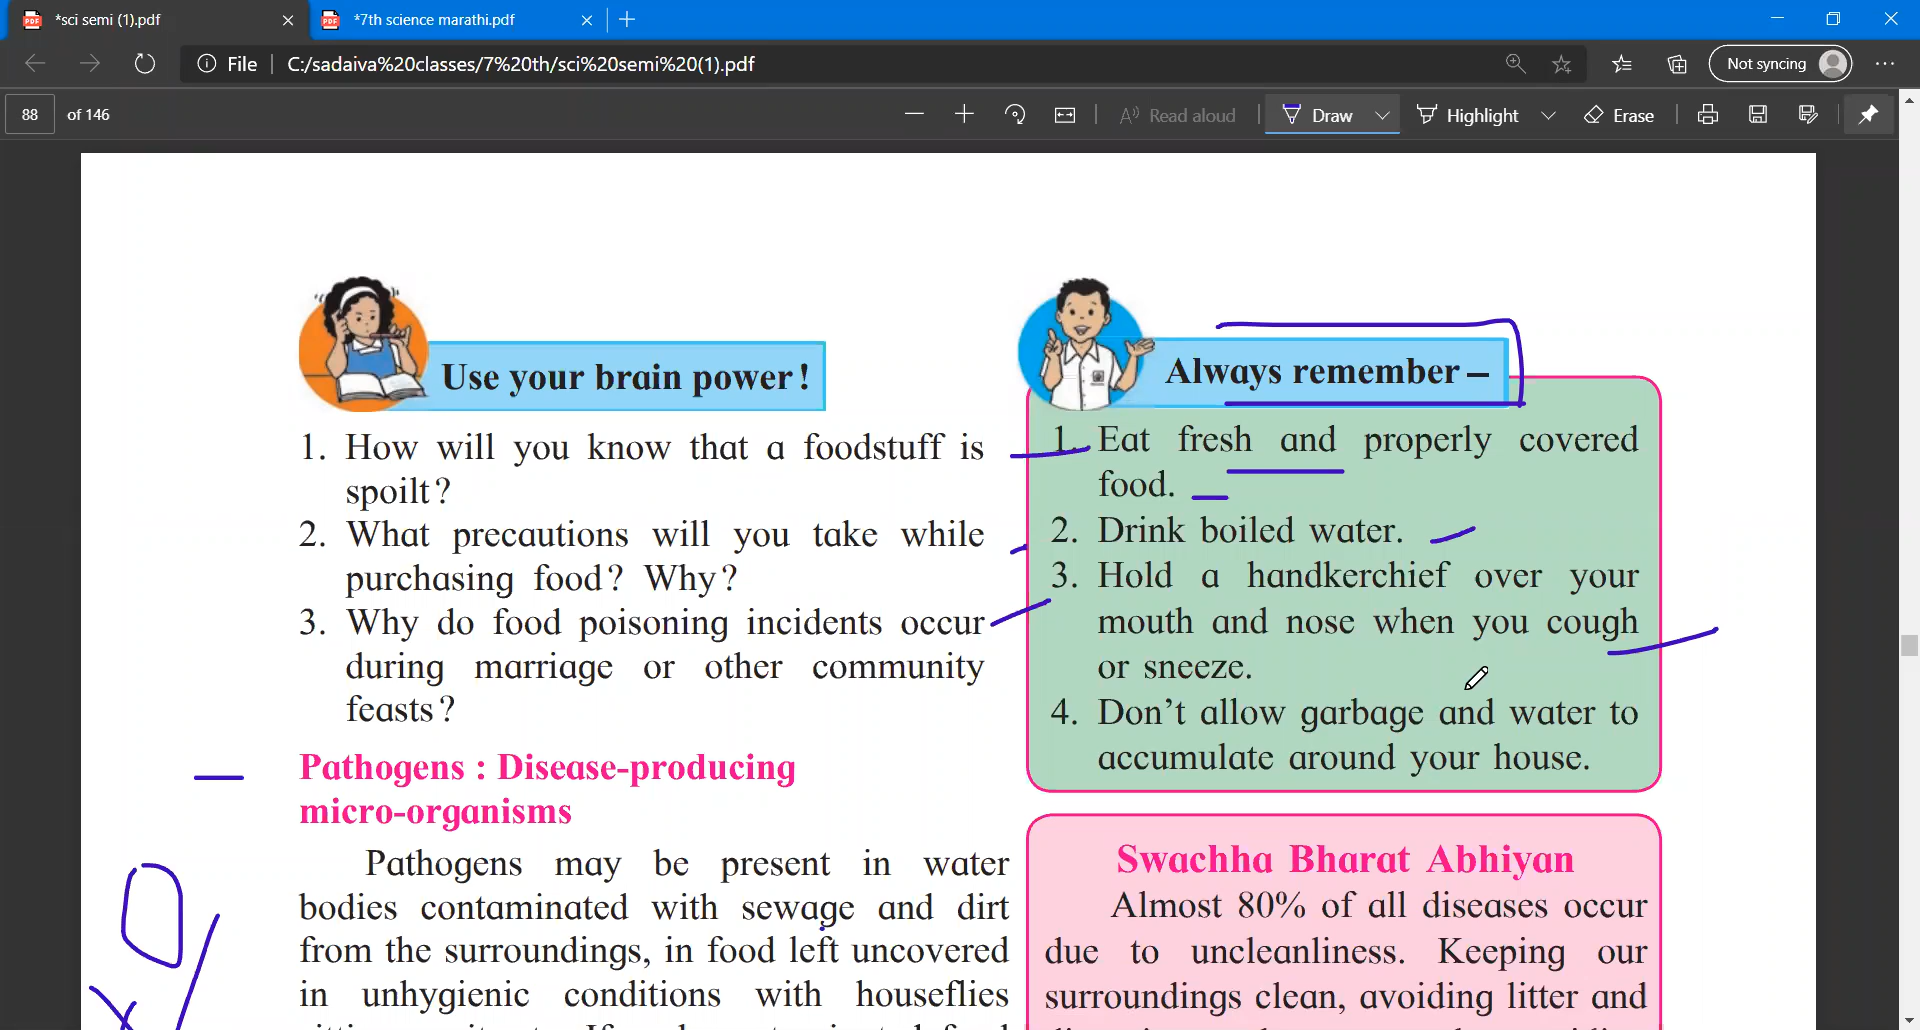 *sci semi (1).pdf
*7th science marathi.pdf
File
C:/sadaiva%20classes/7%20th/sci%20semi%20(1).pdf
Not syncing
88 of 146
Read aloud
Draw
Highlight
Erase
Use your brain power!
1. How will you know that a foodstuff is
spoilt?
2. What precautions will you take while
purchasing food? Why?
3. Why do food poisoning incidents occur
during marriage or other community
feasts?
Pathogens : Disease-producing
micro-organisms
Pathogens may be present in water
bodies contaminated with sewage and dirt
from the surroundings, in food left uncovered
in unhygienic conditions with houseflies
Always remember –
1. Eat fresh and properly covered
food.
2. Drink boiled water.
3. Hold a handkerchief over your
mouth and nose when you cough
or sneeze.
4. Don't allow garbage and water to
accumulate around your house.
Swachha Bharat Abhiyan
Almost 80% of all diseases occur
due to uncleanliness. Keeping our
surroundings clean, avoiding litter and